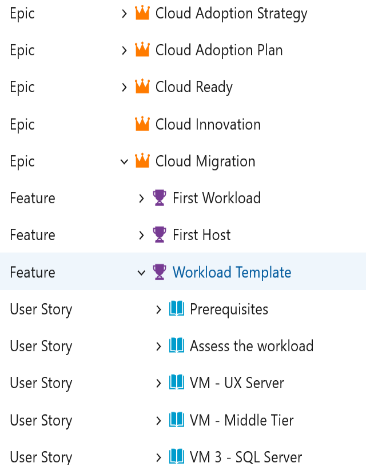 Epic Cloud Adoption Strategy
Epic Cloud Adoption Plan
Epic Cloud Ready
Epic Cloud Innovation
Epic Cloud Migration
Feature First Workload
Feature First Host
Feature Workload Template
User Story Prerequisites
User Story Assess the workload
User Story VM - UX Server
User Story VM - Middle Tier
User Story VM 3 - SQL Server